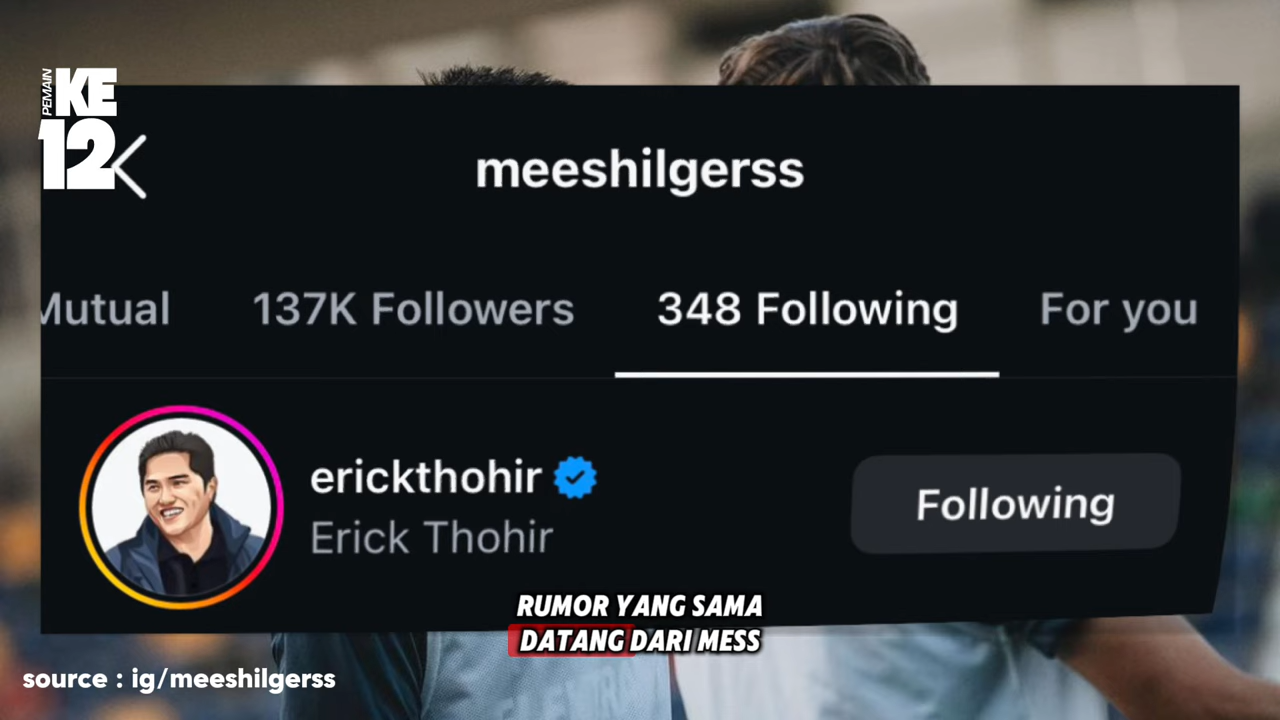 PEMAIN
KE
12
meeshilgerss
Mutual
137K Followers
348 Following
For you
erickthohir
Erick Thohir
Following
RUMOR YANG SAMA
DATANG DARI MESS
source : ig/meeshilgerss